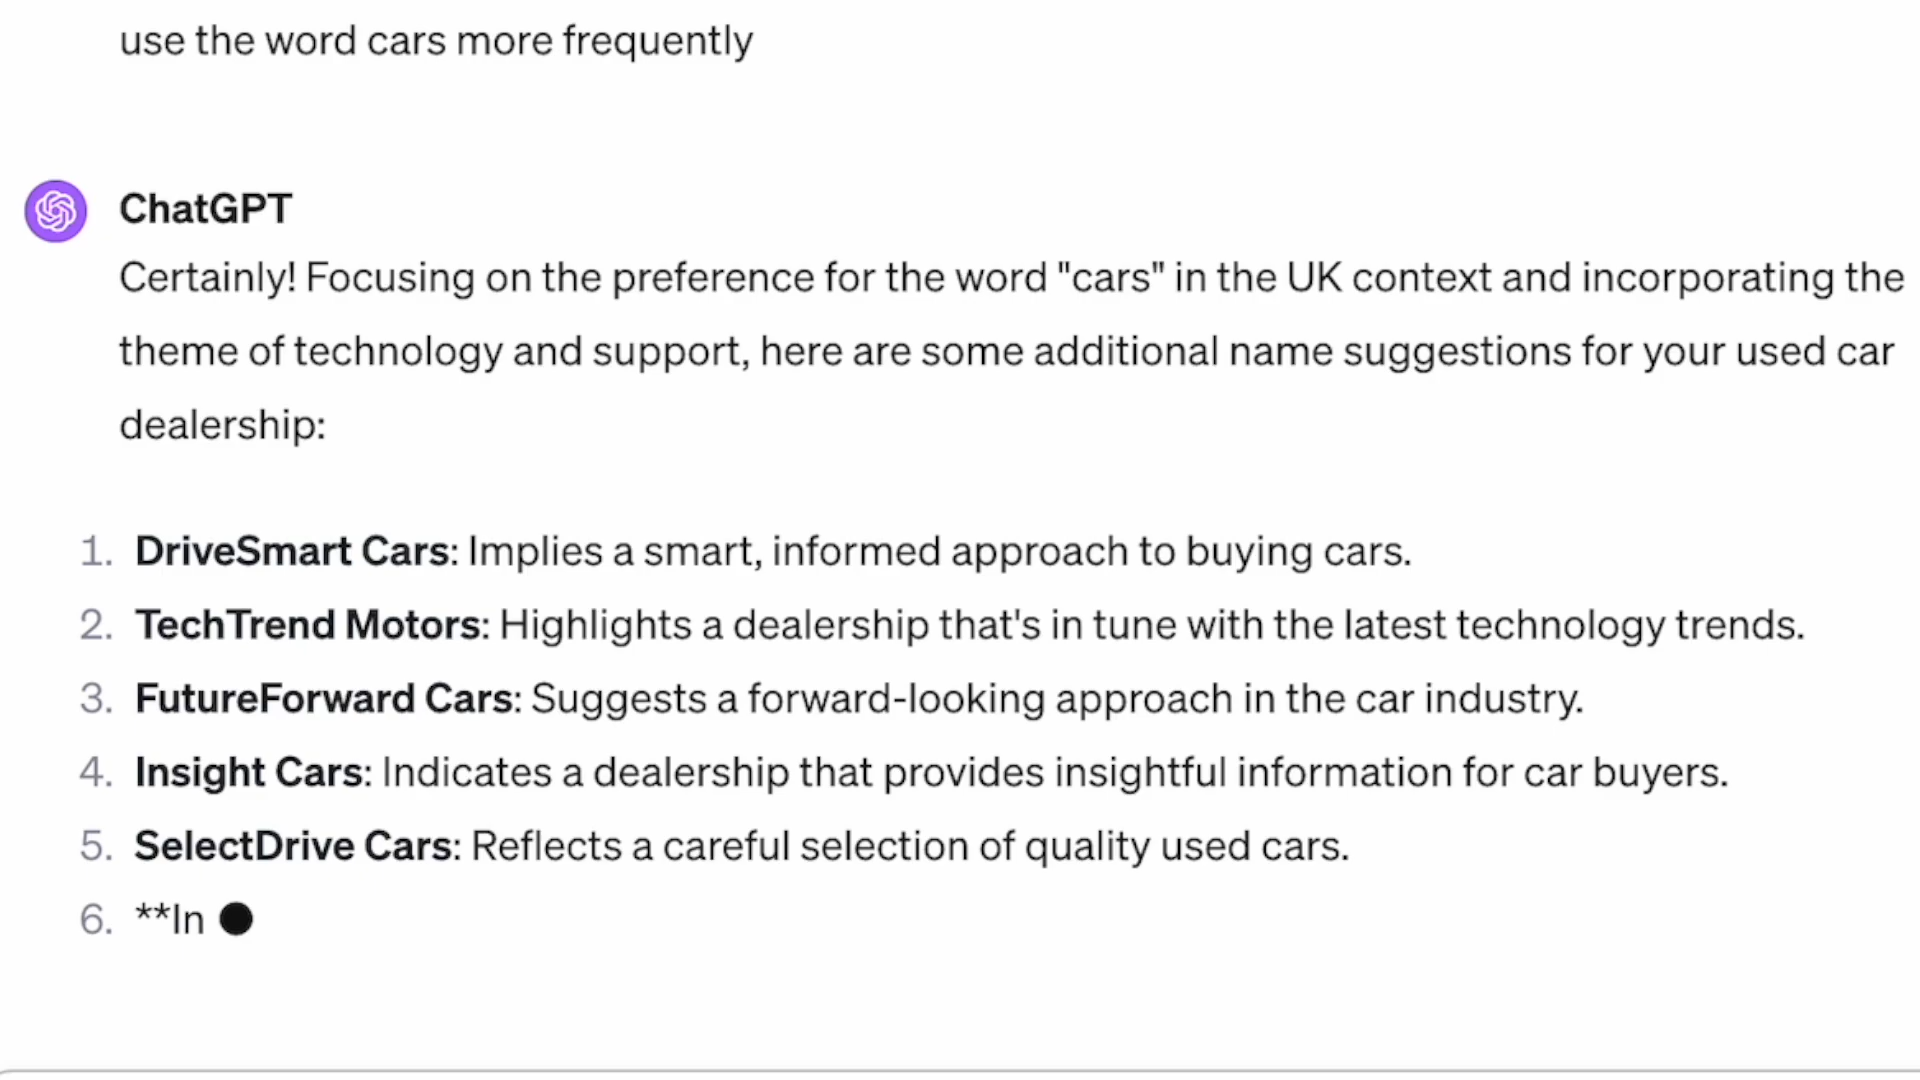 use the word cars more frequently
ChatGPT
Certainly! Focusing on the preference for the word "cars" in the UK context and incorporating the
theme of technology and support, here are some additional name suggestions for your used car
dealership:
1. DriveSmart Cars: Implies a smart, informed approach to buying cars.
2. TechTrend Motors: Highlights a dealership that's in tune with the latest technology trends.
3. FutureForward Cars: Suggests a forward-looking approach in the car industry.
4. Insight Cars: Indicates a dealership that provides insightful information for car buyers.
5. SelectDrive Cars: Reflects a careful selection of quality used cars.
6. **In